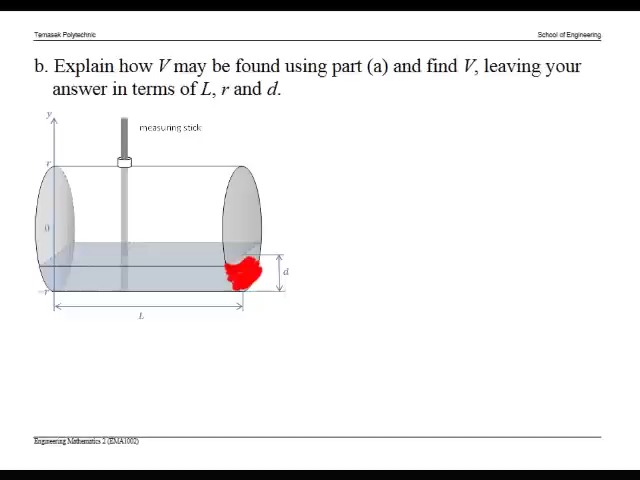 Temasek Polytechnic
School of Engineering
b. Explain how V may be found using part (a) and find V, leaving your
answer in terms of L, r and d.
y
measuring stick
r
0
d
-r
L
Engineering Mathematics 2 (EMA1002)